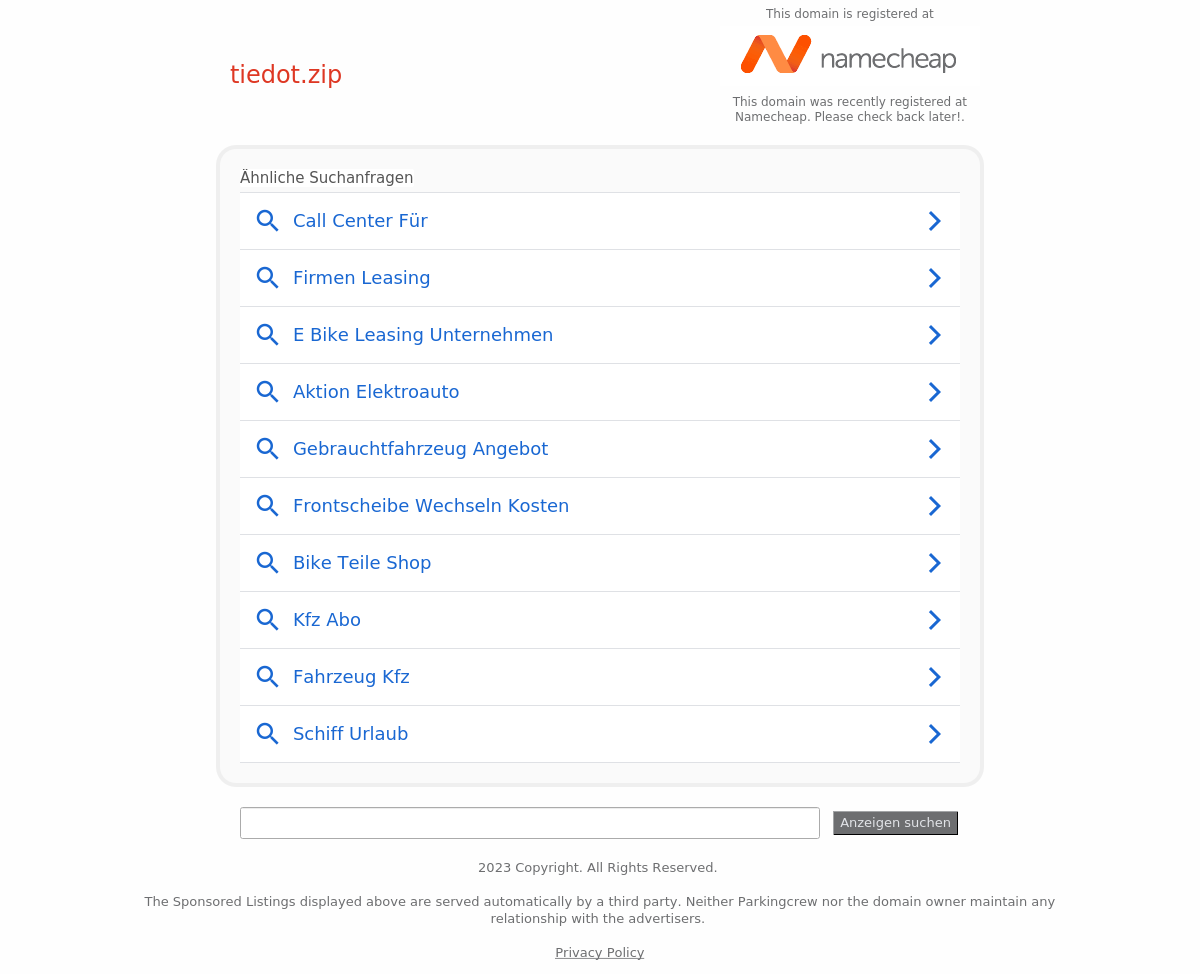 This domain is registered at
namecheap
tiedot.zip
This domain was recently registered at
Namecheap. Please check back later!.
Ähnliche Suchanfragen
Call Center Für
Firmen Leasing
E Bike Leasing Unternehmen
Aktion Elektroauto
Gebrauchtfahrzeug Angebot
Frontscheibe Wechseln Kosten
Bike Teile Shop
Kfz Abo
Fahrzeug Kfz
Schiff Urlaub
Anzeigen suchen
2023 Copyright. All Rights Reserved.
The Sponsored Listings displayed above are served automatically by a third party. Neither Parkingcrew nor the domain owner maintain any
relationship with the advertisers.
Privacy Policy